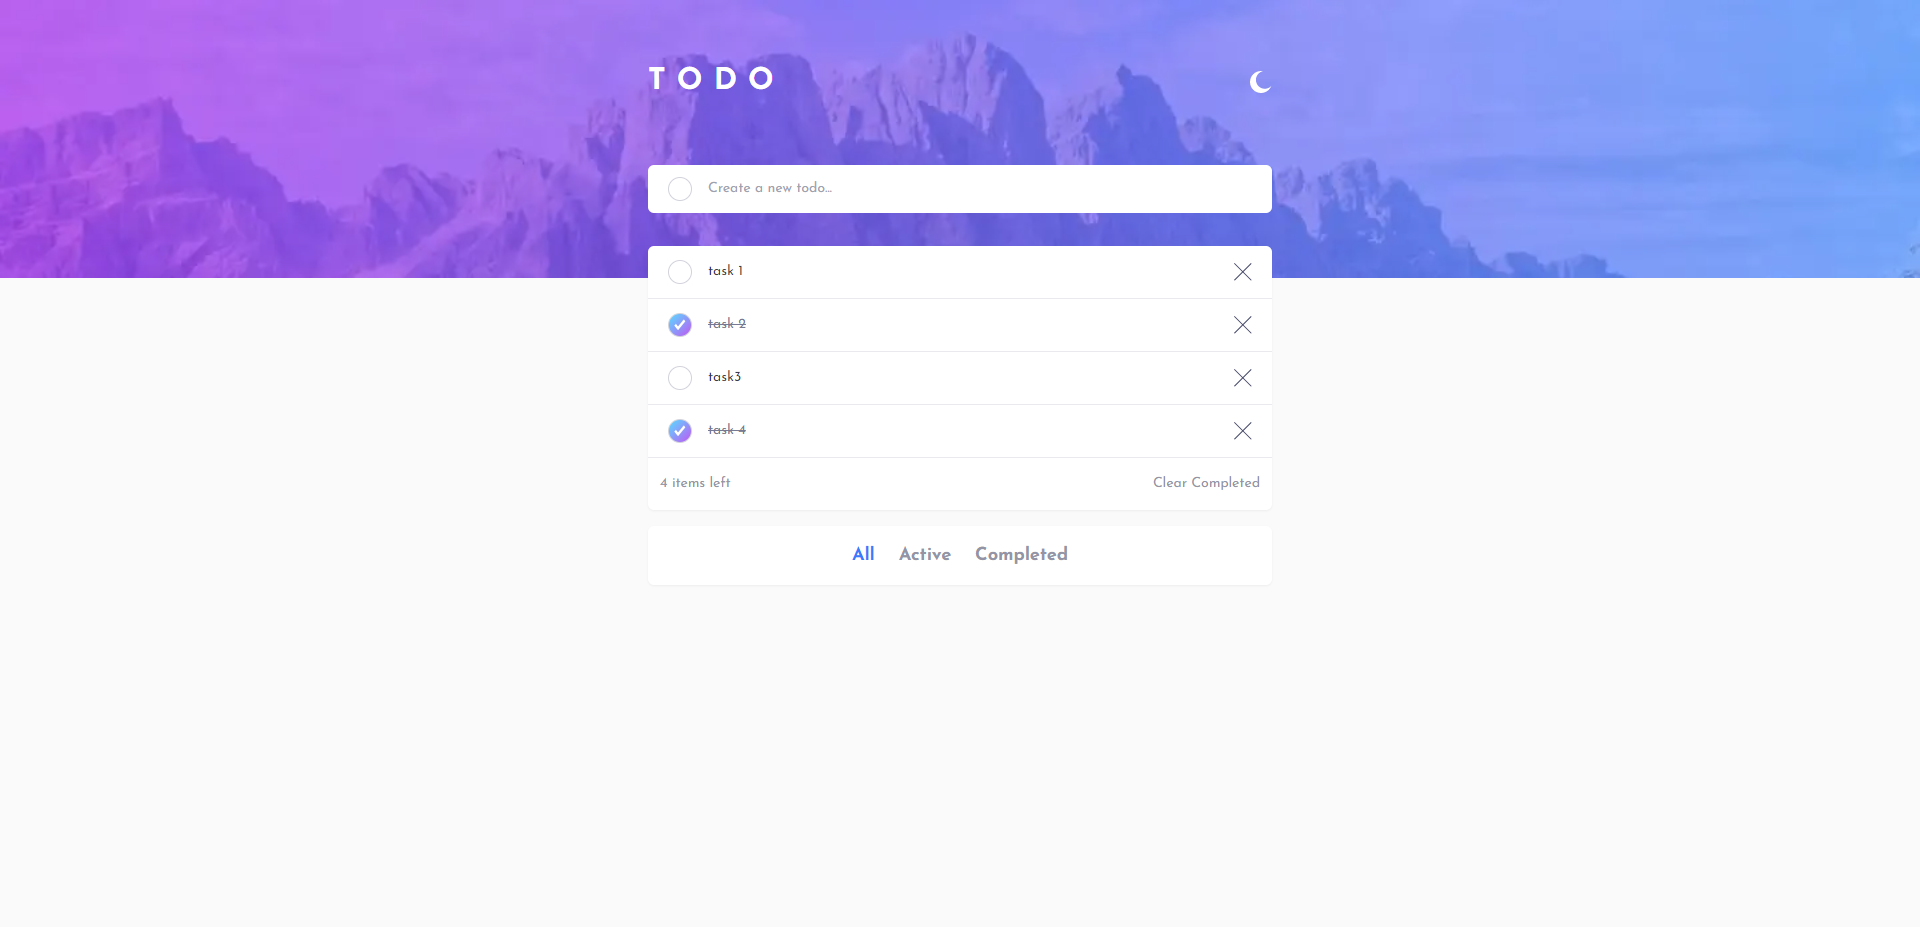 TODO
Create a new todo...
task 1
task 2
task3
task 4
4 items left Clear Completed
All Active Completed